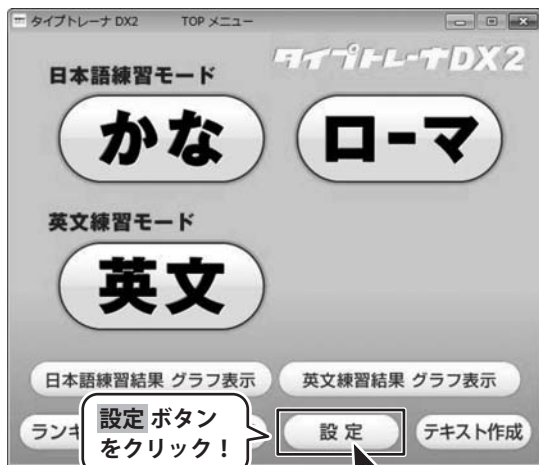 タイプトレーナ DX2 TOP メニュー
タイプトレーナDX2
日本語練習モード
かな
ローマ
英文練習モード
英文
日本語練習結果 グラフ表示
英文練習結果 グラフ表示
ランキ
設定 ボタン
をクリック！
設 定
テキスト作成